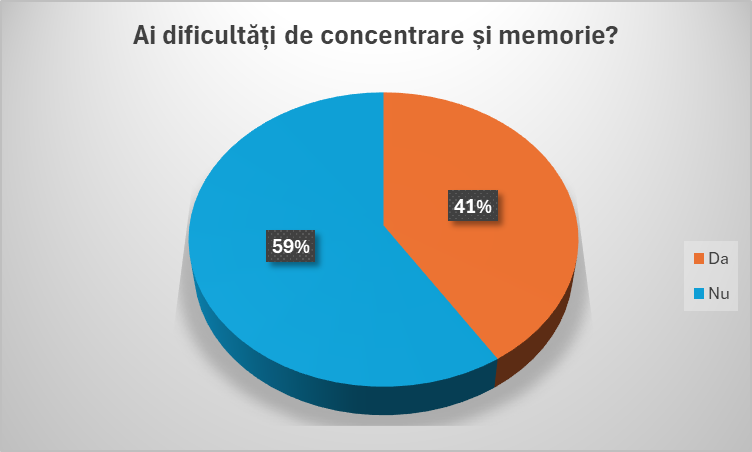 Ai dificultăți de concentrare și memorie?
41%
59%
Da
Nu